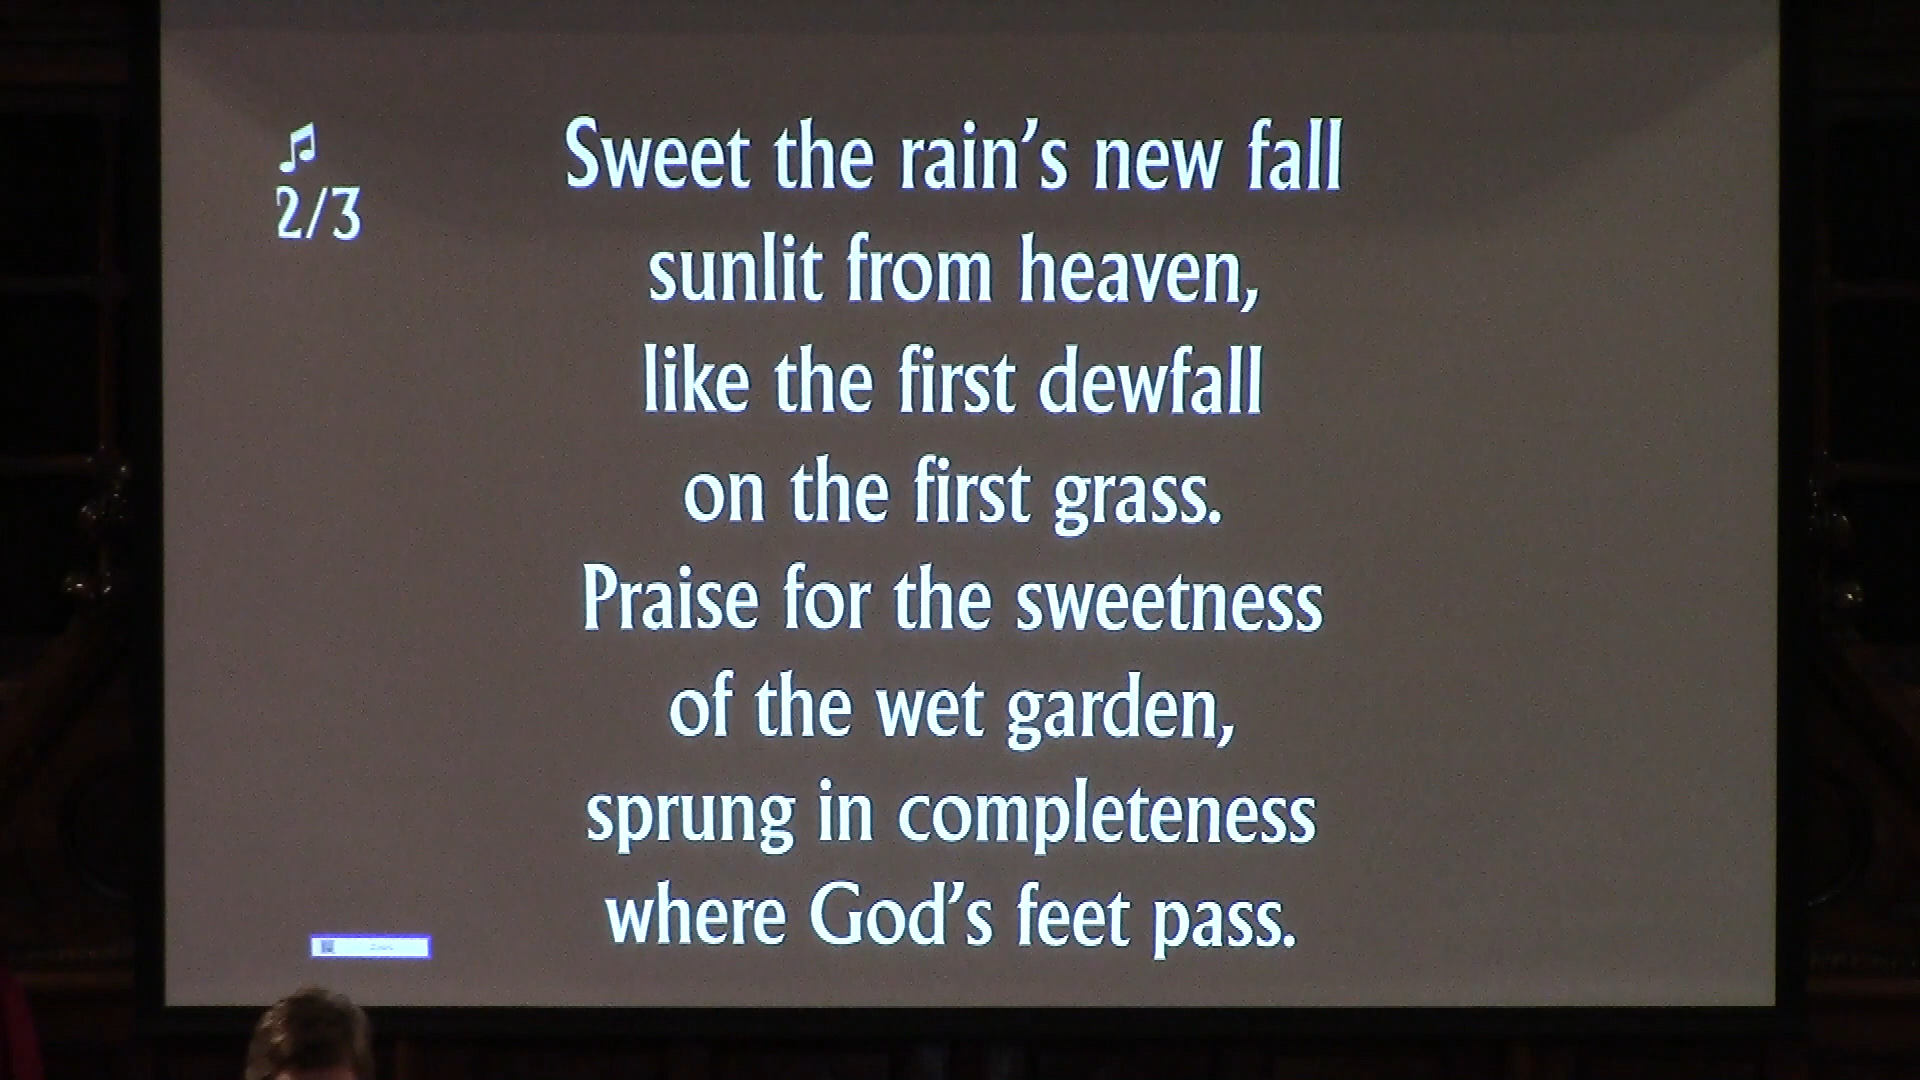 ♫
2/3
Sweet the rain’s new fall
sunlit from heaven,
like the first dewfall
on the first grass.
Praise for the sweetness
of the wet garden,
sprung in completeness
where God’s feet pass.